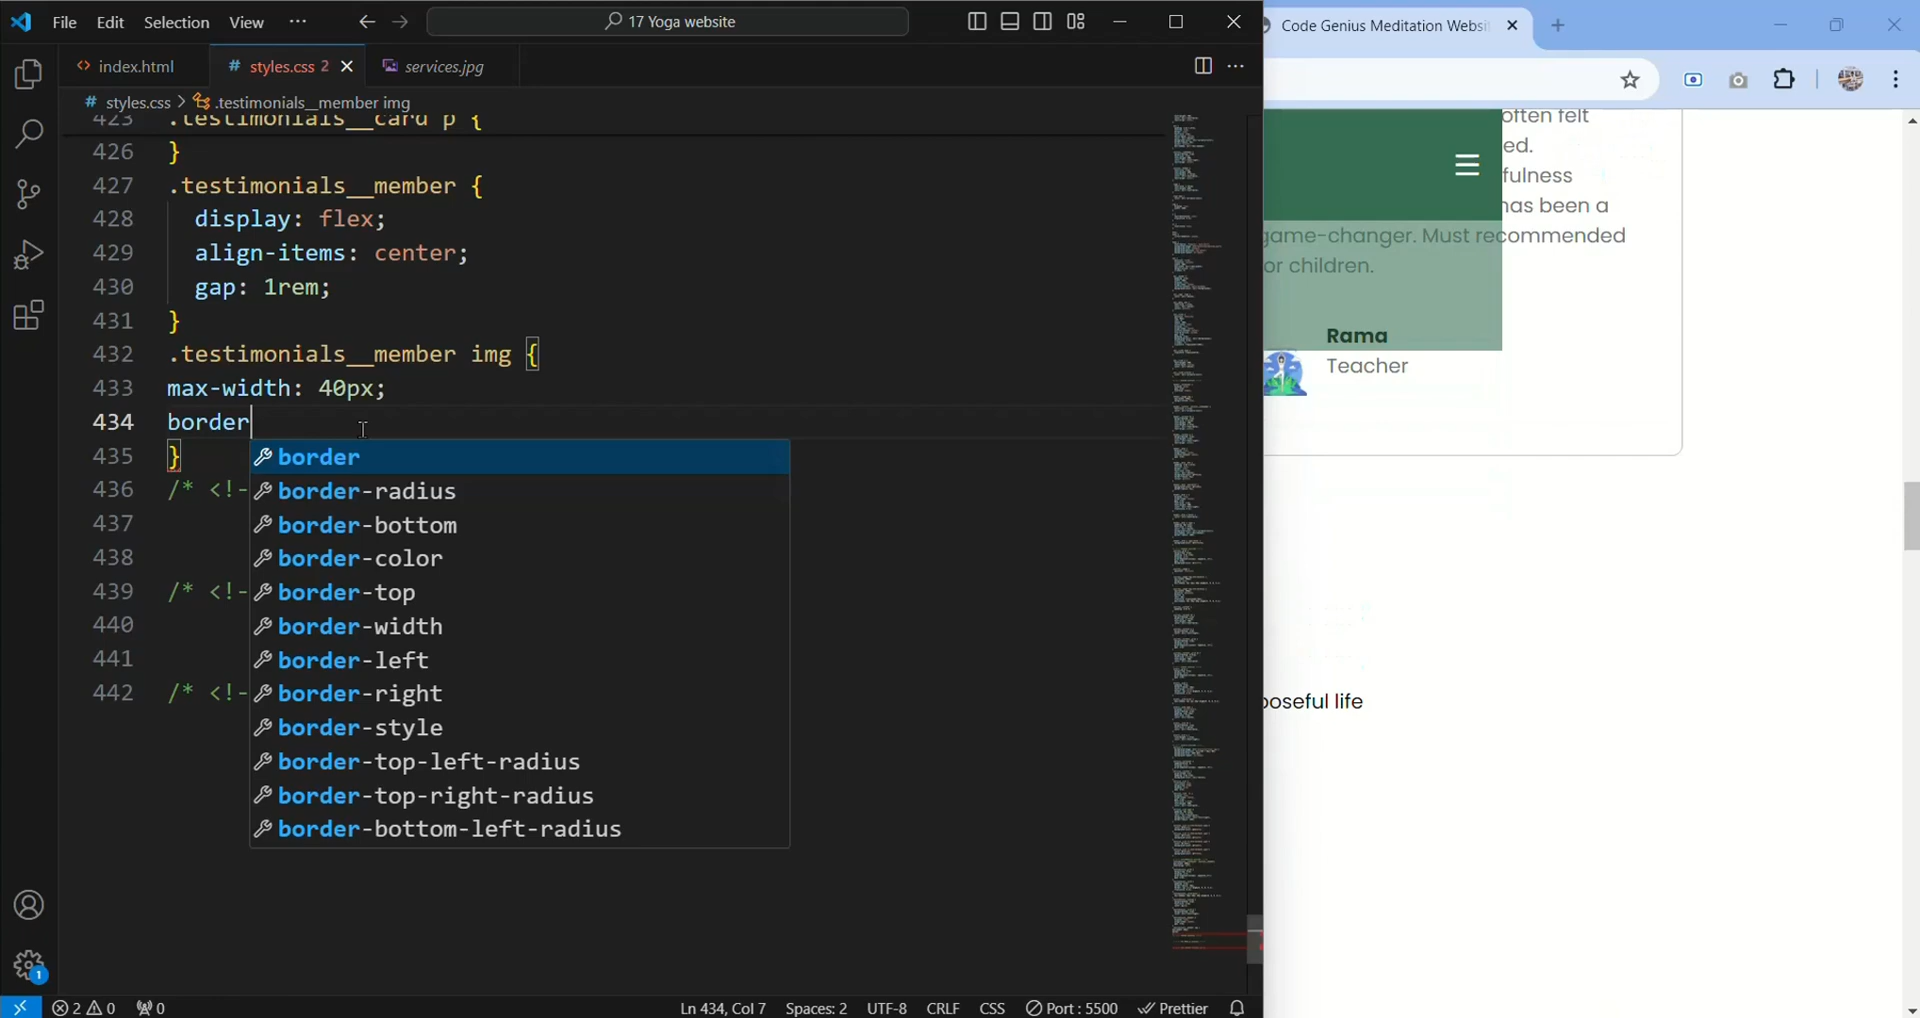 File Edit Selection View ··· 17 Yoga website
index.html styles.css 2 services.jpg
# styles.css > .testimonials__member img
423 .testimonials__card p {
426 }
427 .testimonials__member {
428 display: flex;
429 align-items: center;
430 gap: 1rem;
431 }
432 .testimonials__member img {
433 max-width: 40px;
434 border
435 }
436 /* <!-
437
438
439 /* <!-
440
441
442 /* <!-
border
border-radius
border-bottom
border-color
border-top
border-width
border-left
border-right
border-style
border-top-left-radius
border-top-right-radius
border-bottom-left-radius
1
2 0 0 Ln 434, Col 7 Spaces: 2 UTF-8 CRLF CSS Port : 5500 Prettier
Code Genius Meditation Websi
often felt
ed.
fulness
has been a
game-changer. Must recommended
or children.
Rama
Teacher
poseful life